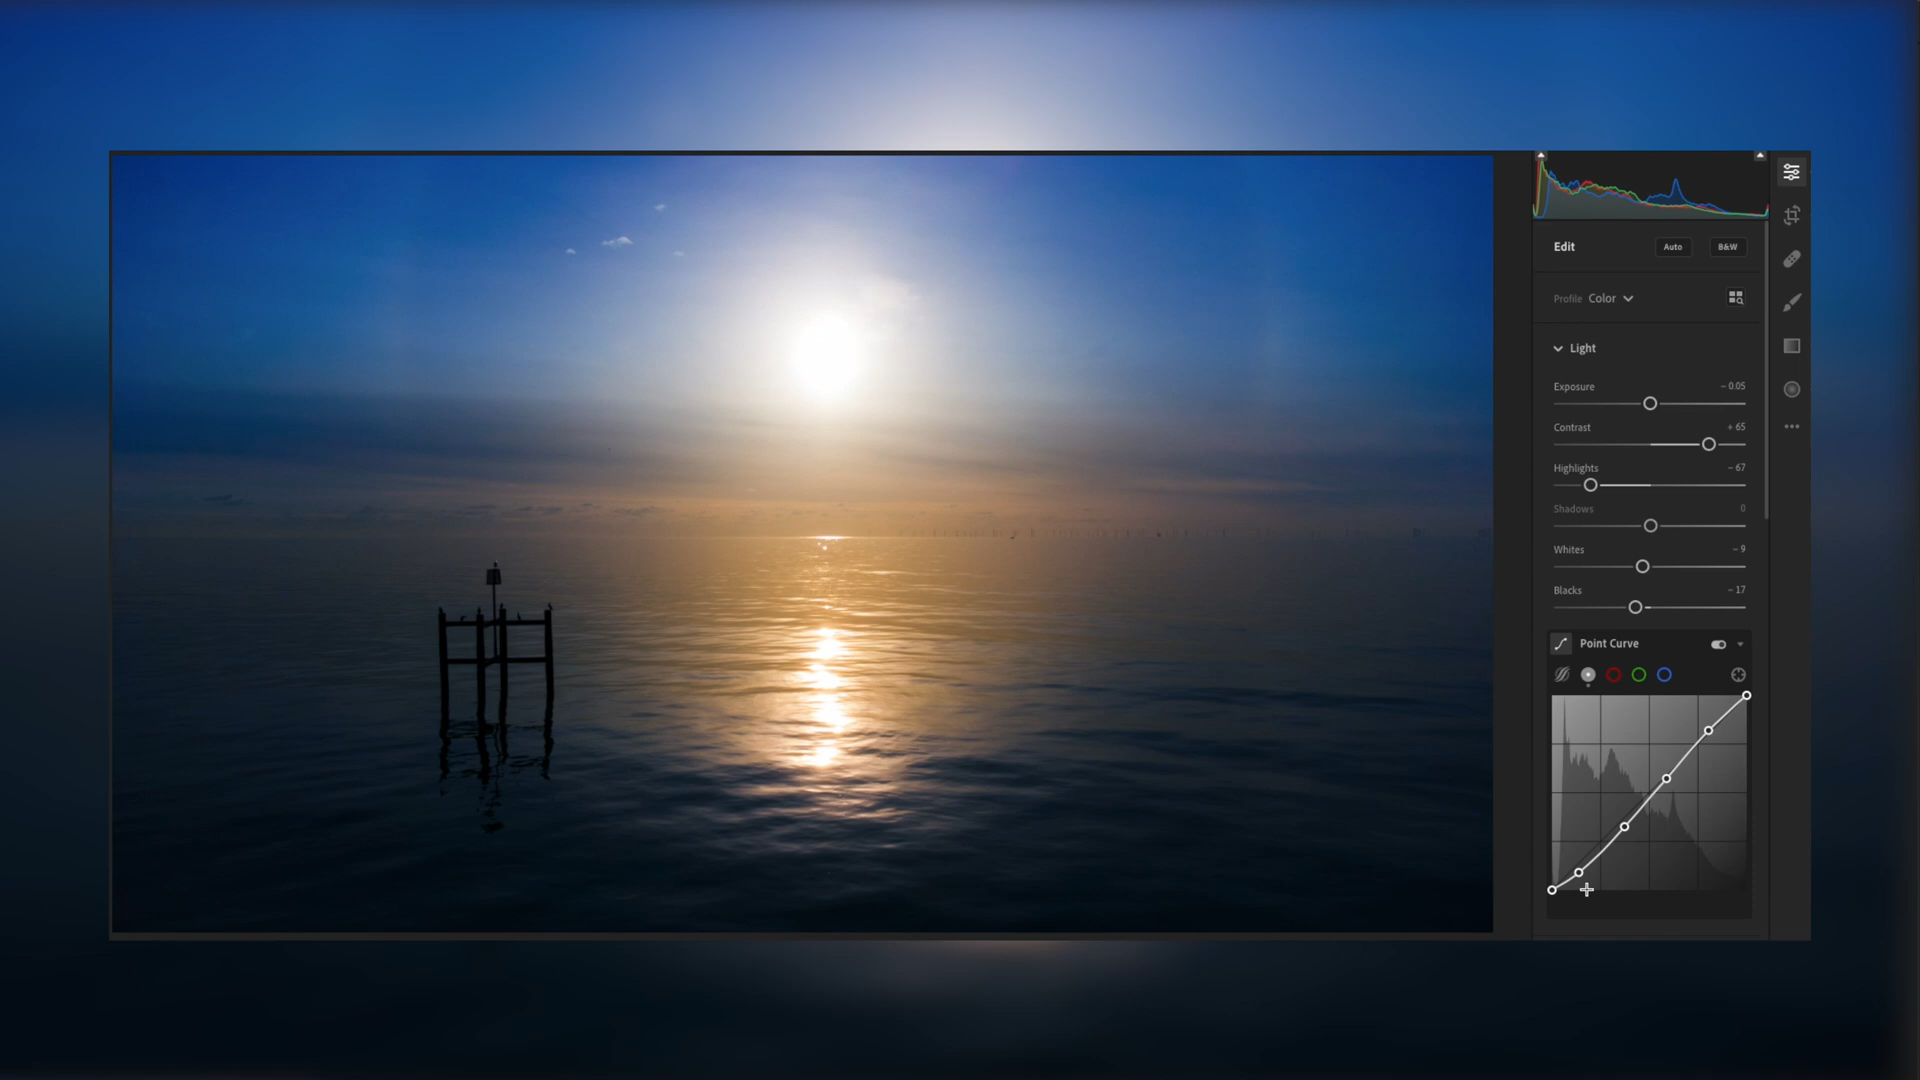 Edit Auto B&W
Profile Color
Light
Exposure − 0.05
Contrast + 65
Highlights − 67
Shadows 0
Whites − 9
Blacks − 17
Point Curve